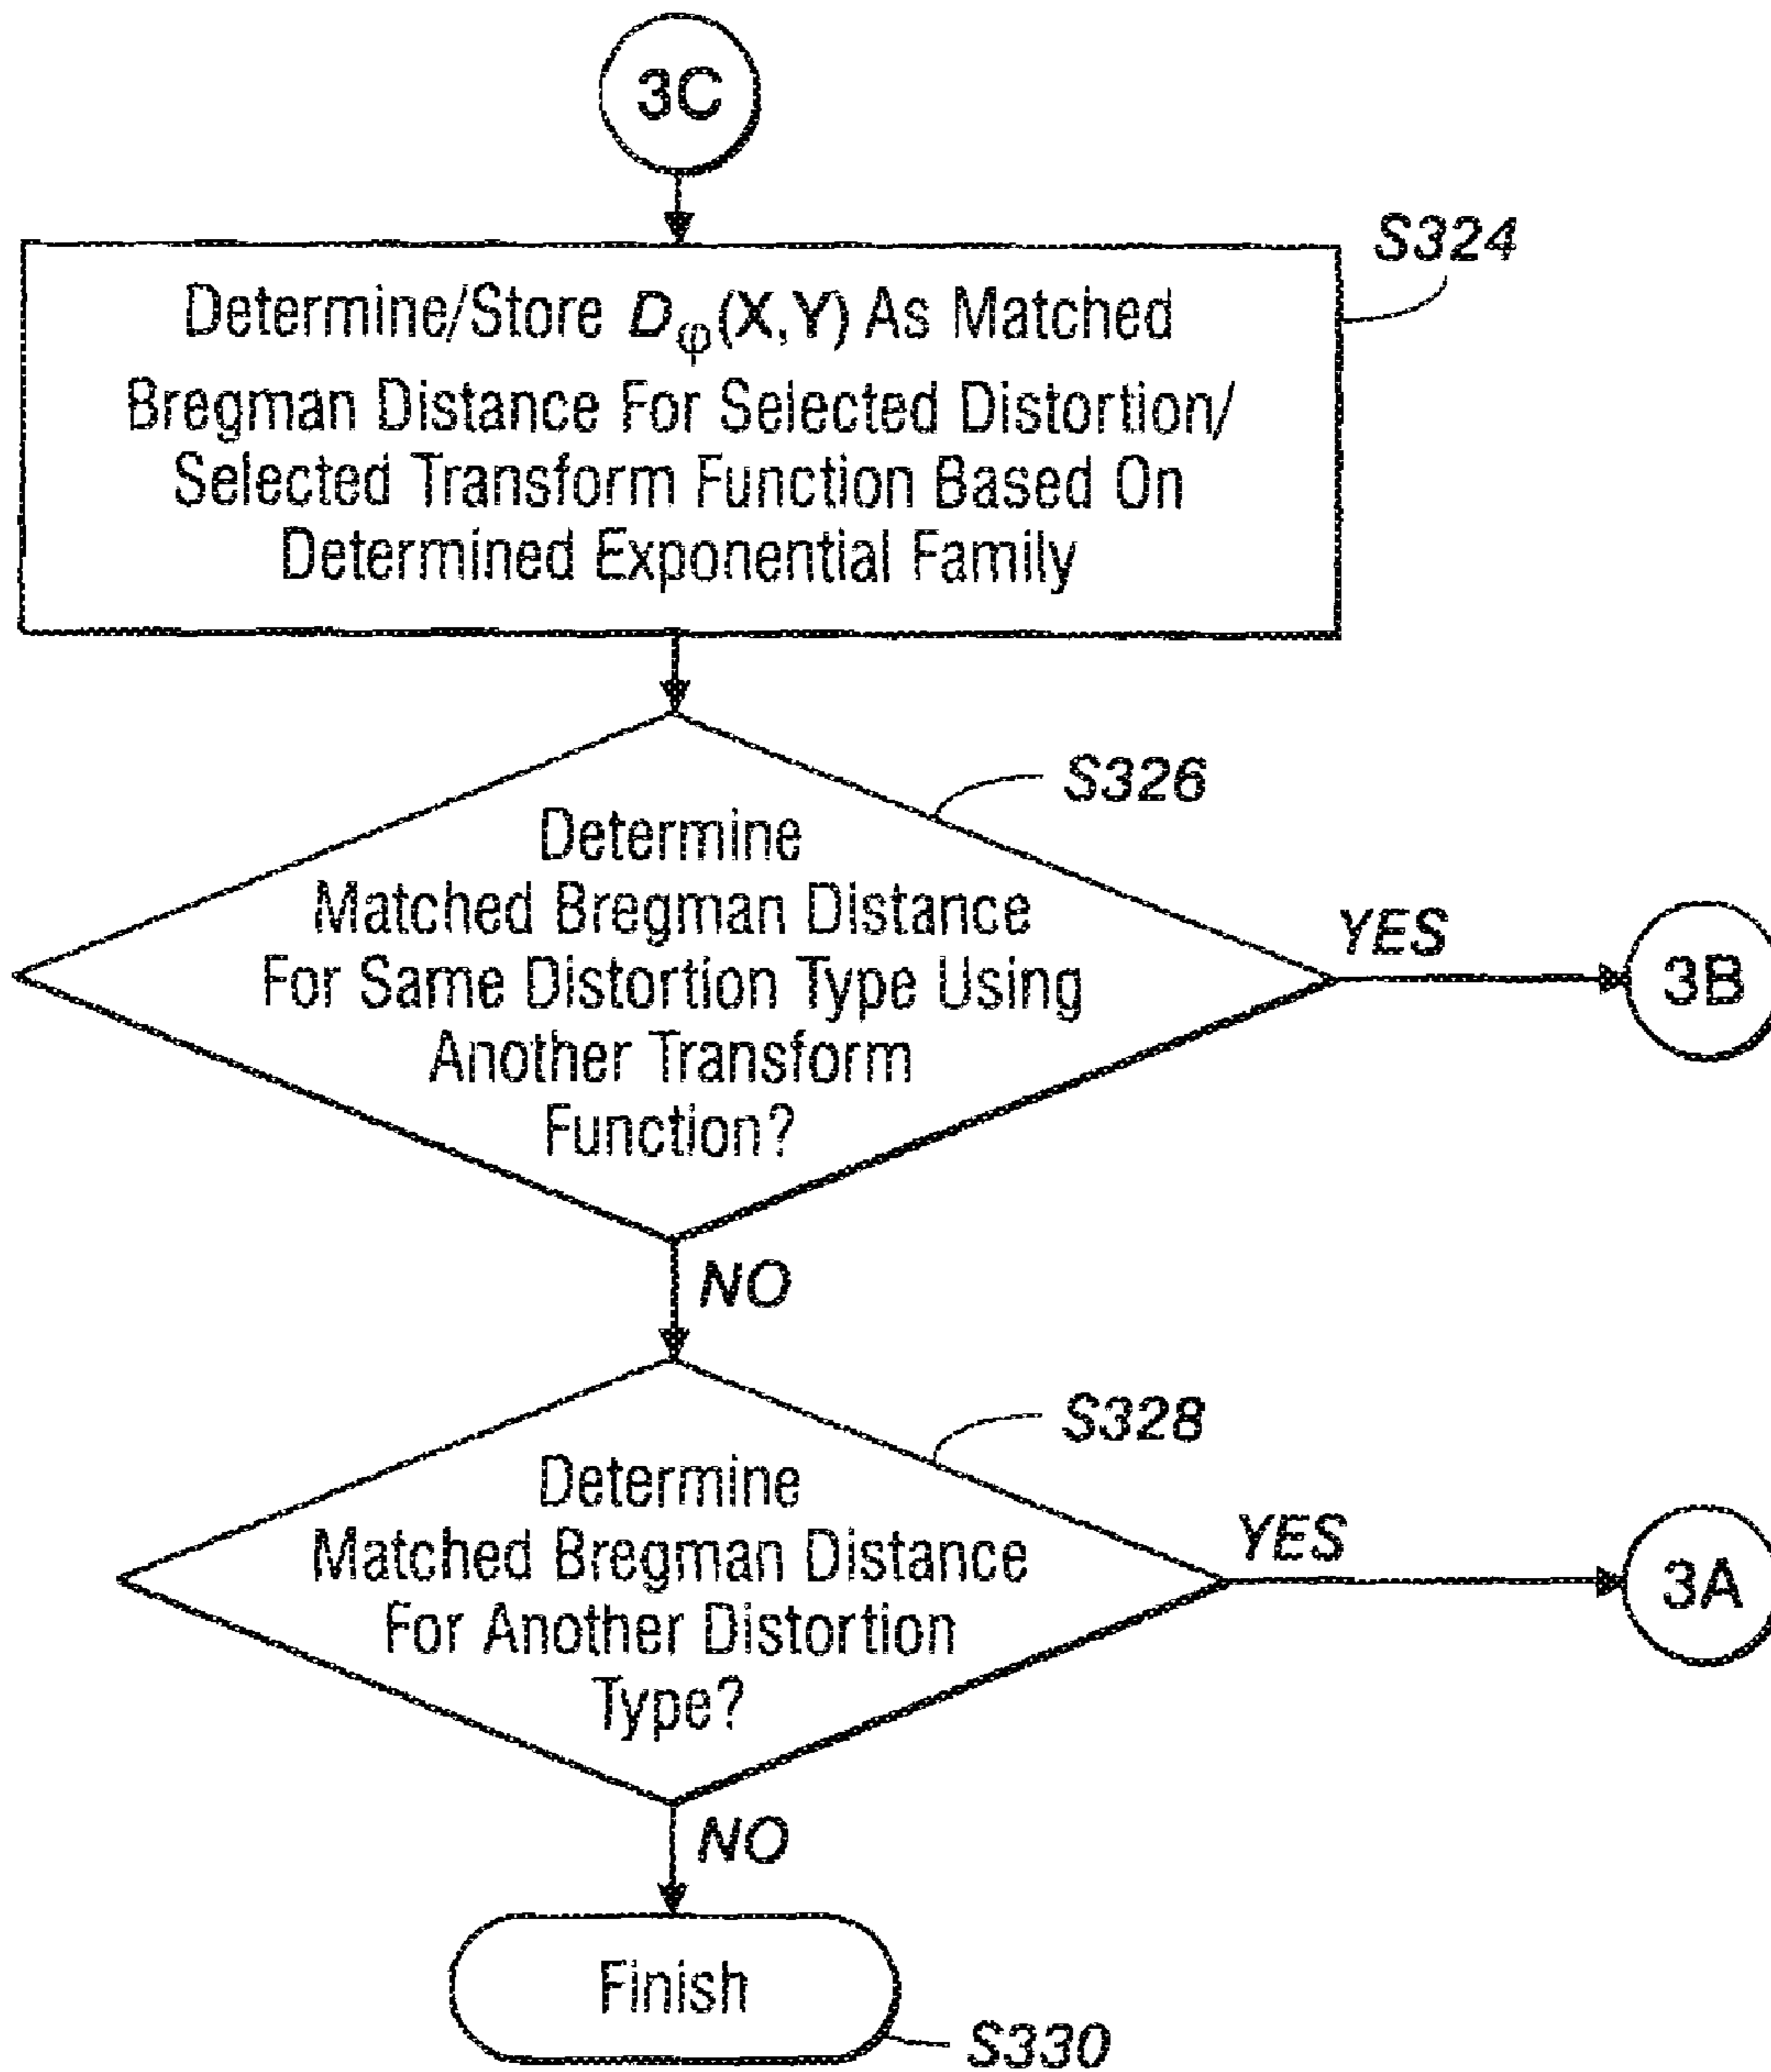 3C
S324
Determine/Store Dφ(X,Y) As Matched
Bregman Distance For Selected Distortion/
Selected Transform Function Based On
Determined Exponential Family
S326
Determine
Matched Bregman Distance
For Same Distortion Type Using
Another Transform
Function?
YES
3B
NO
S328
Determine
Matched Bregman Distance
For Another Distortion
Type?
YES
3A
NO
Finish
S330